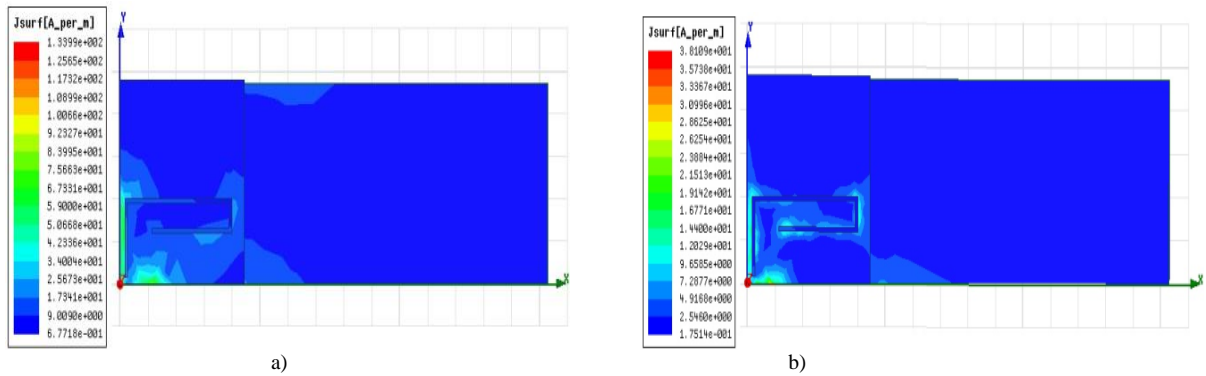 Jsurf[A_per_m]
1.3399e+002
1.2565e+002
1.1732e+002
1.0899e+002
1.0066e+002
9.2327e+001
8.3995e+001
7.5663e+001
6.7331e+001
5.9000e+001
5.0668e+001
4.2336e+001
3.4004e+001
2.5673e+001
1.7341e+001
9.0090e+000
6.7718e-001
Y
X
a)
Jsurf[A_per_m]
3.8109e+001
3.5738e+001
3.3367e+001
3.0996e+001
2.8625e+001
2.6254e+001
2.3884e+001
2.1513e+001
1.9142e+001
1.6771e+001
1.4400e+001
1.2029e+001
9.6585e+000
7.2877e+000
4.9168e+000
2.5460e+000
1.7514e-001
Y
X
b)